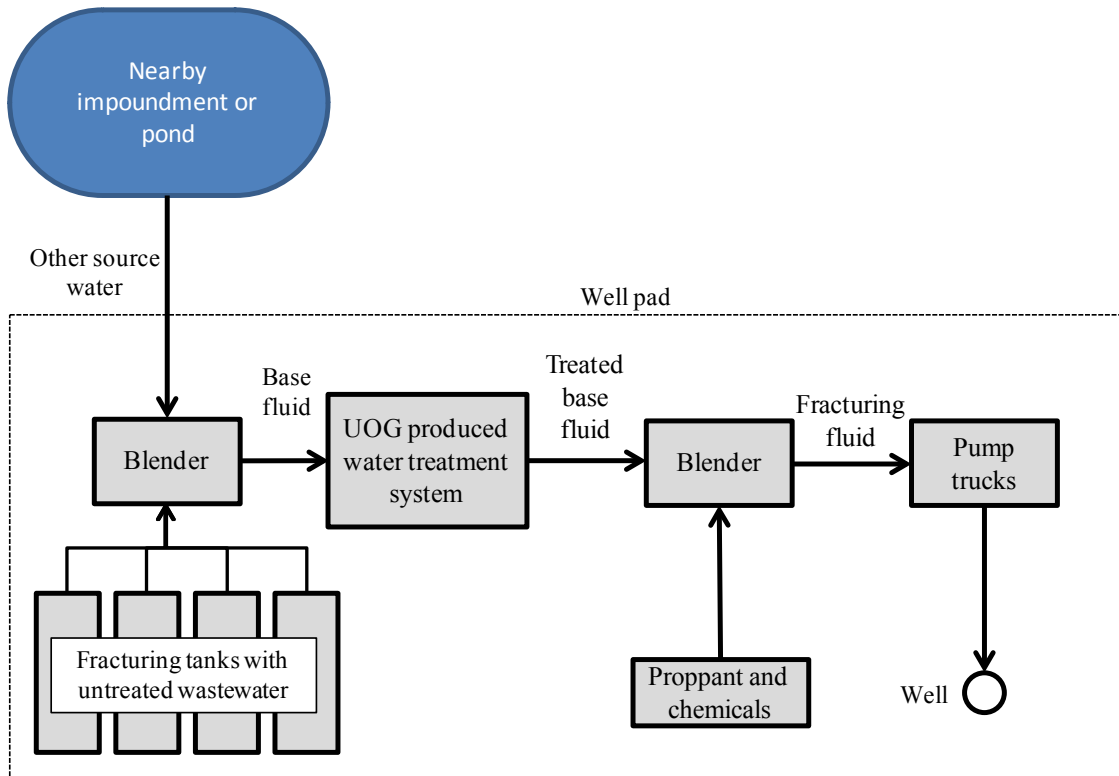 Nearby
impoundment or
pond
Other source
water
Well pad
Base
fluid
Treated
base
fluid
Fracturing
fluid
Blender
UOG produced
water treatment
system
Blender
Pump
trucks
Fracturing tanks with
untreated wastewater
Proppant and
chemicals
Well